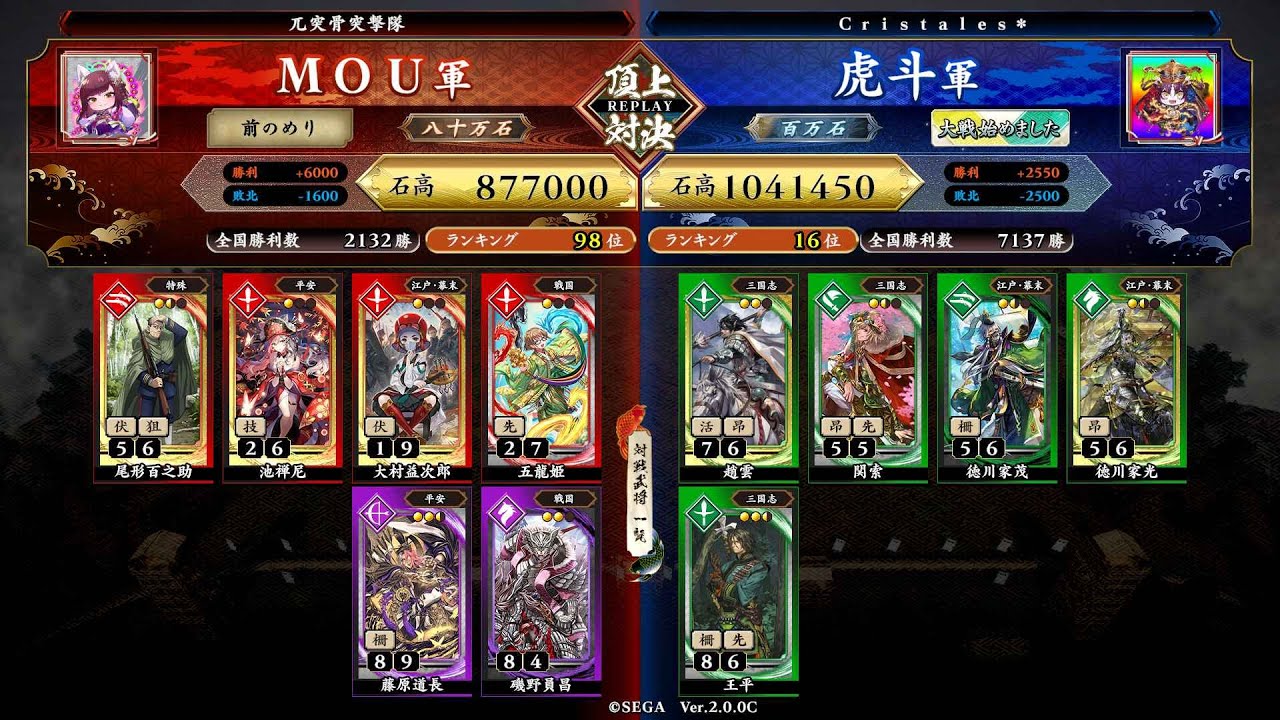 兀突骨突撃隊
Cristales*
MOU軍
頂上
REPLAY
対決
虎斗軍
前のめり
八十万石
百万石
大戦始めました
勝利 +6000
敗北 -1600
石高 877000
石高 1041450
勝利 +2550
敗北 -2500
全国勝利数 2132勝
ランキング 98位
ランキング 16位
全国勝利数 7137勝
特殊
伏 狙
5 6
尾形百之助
平安
技
2 6
池禅尼
江戸・幕末
伏
1 9
大村益次郎
戦国
先
2 7
五龍姫
三国志
活 昂
7 6
趙雲
三国志
昂 先
5 5
関索
江戸・幕末
柵
5 6
徳川家茂
江戸・幕末
昂
5 6
徳川家光
対戦武将一覧
平安
柵
8 9
藤原道長
戦国
8 4
磯野員昌
三国志
柵 先
8 6
王平
©SEGA Ver.2.0.0C